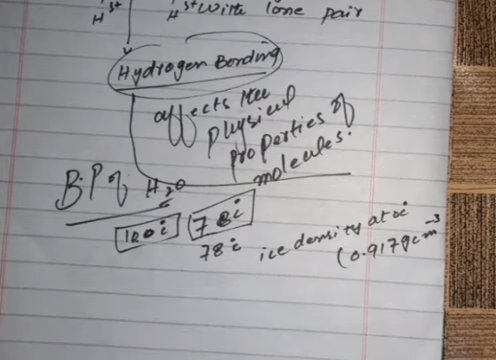 H H with lone pair
Hydrogen Bonding
affects the
physical
properties of
molecules.
B.P of H₂O
100°c 78°c
78°c ice density at 0°c
(0.917 g cm⁻³